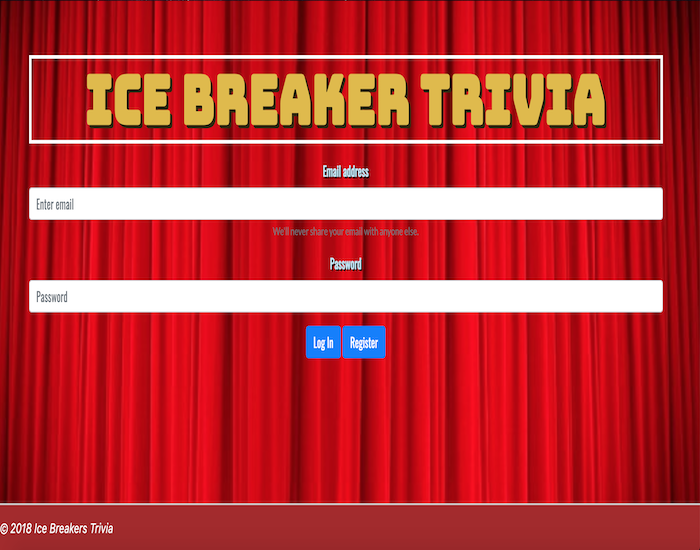 ICE BREAKER TRIVIA
Email address
Enter email
We'll never share your email with anyone else.
Password
Password
Log In Register
© 2018 Ice Breakers Trivia